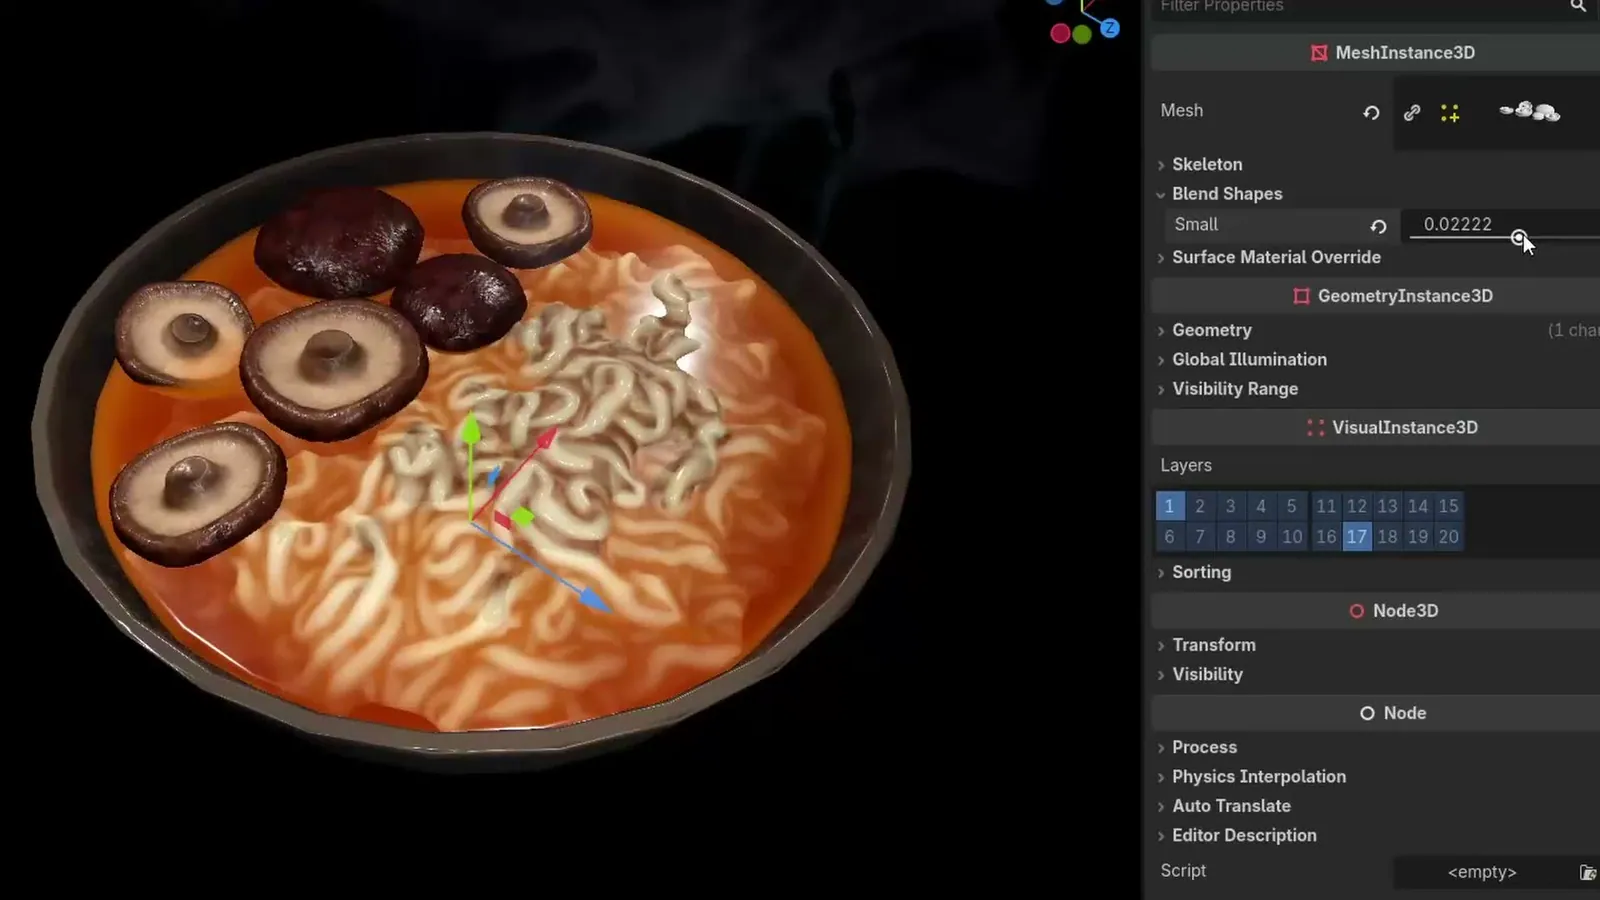 Filter Properties
Z
MeshInstance3D
Mesh
Skeleton
Blend Shapes
Small 0.02222
Surface Material Override
GeometryInstance3D
Geometry (1 cha
Global Illumination
Visibility Range
VisualInstance3D
Layers
1 2 3 4 5 11 12 13 14 15
6 7 8 9 10 16 17 18 19 20
Sorting
Node3D
Transform
Visibility
Node
Process
Physics Interpolation
Auto Translate
Editor Description
Script <empty>